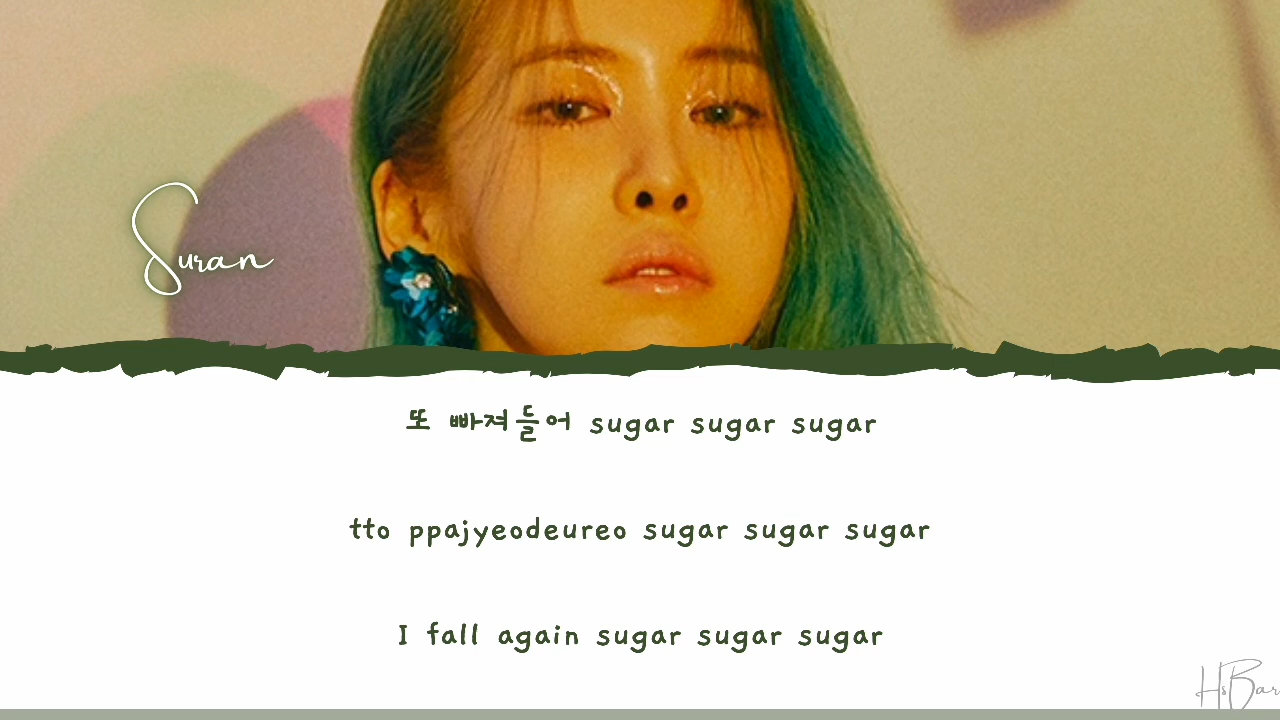 Suran
또 빠져들어 sugar sugar sugar
tto ppajyeodeureo sugar sugar sugar
I fall again sugar sugar sugar